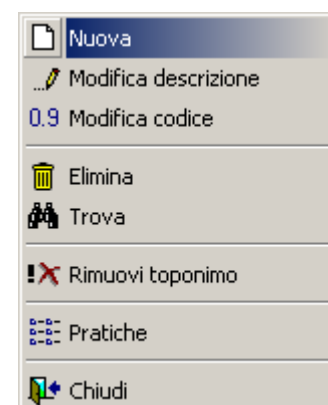 Nuova
Modifica descrizione
0.9 Modifica codice
Elimina
Trova
Rimuovi toponimo
Pratiche
Chiudi